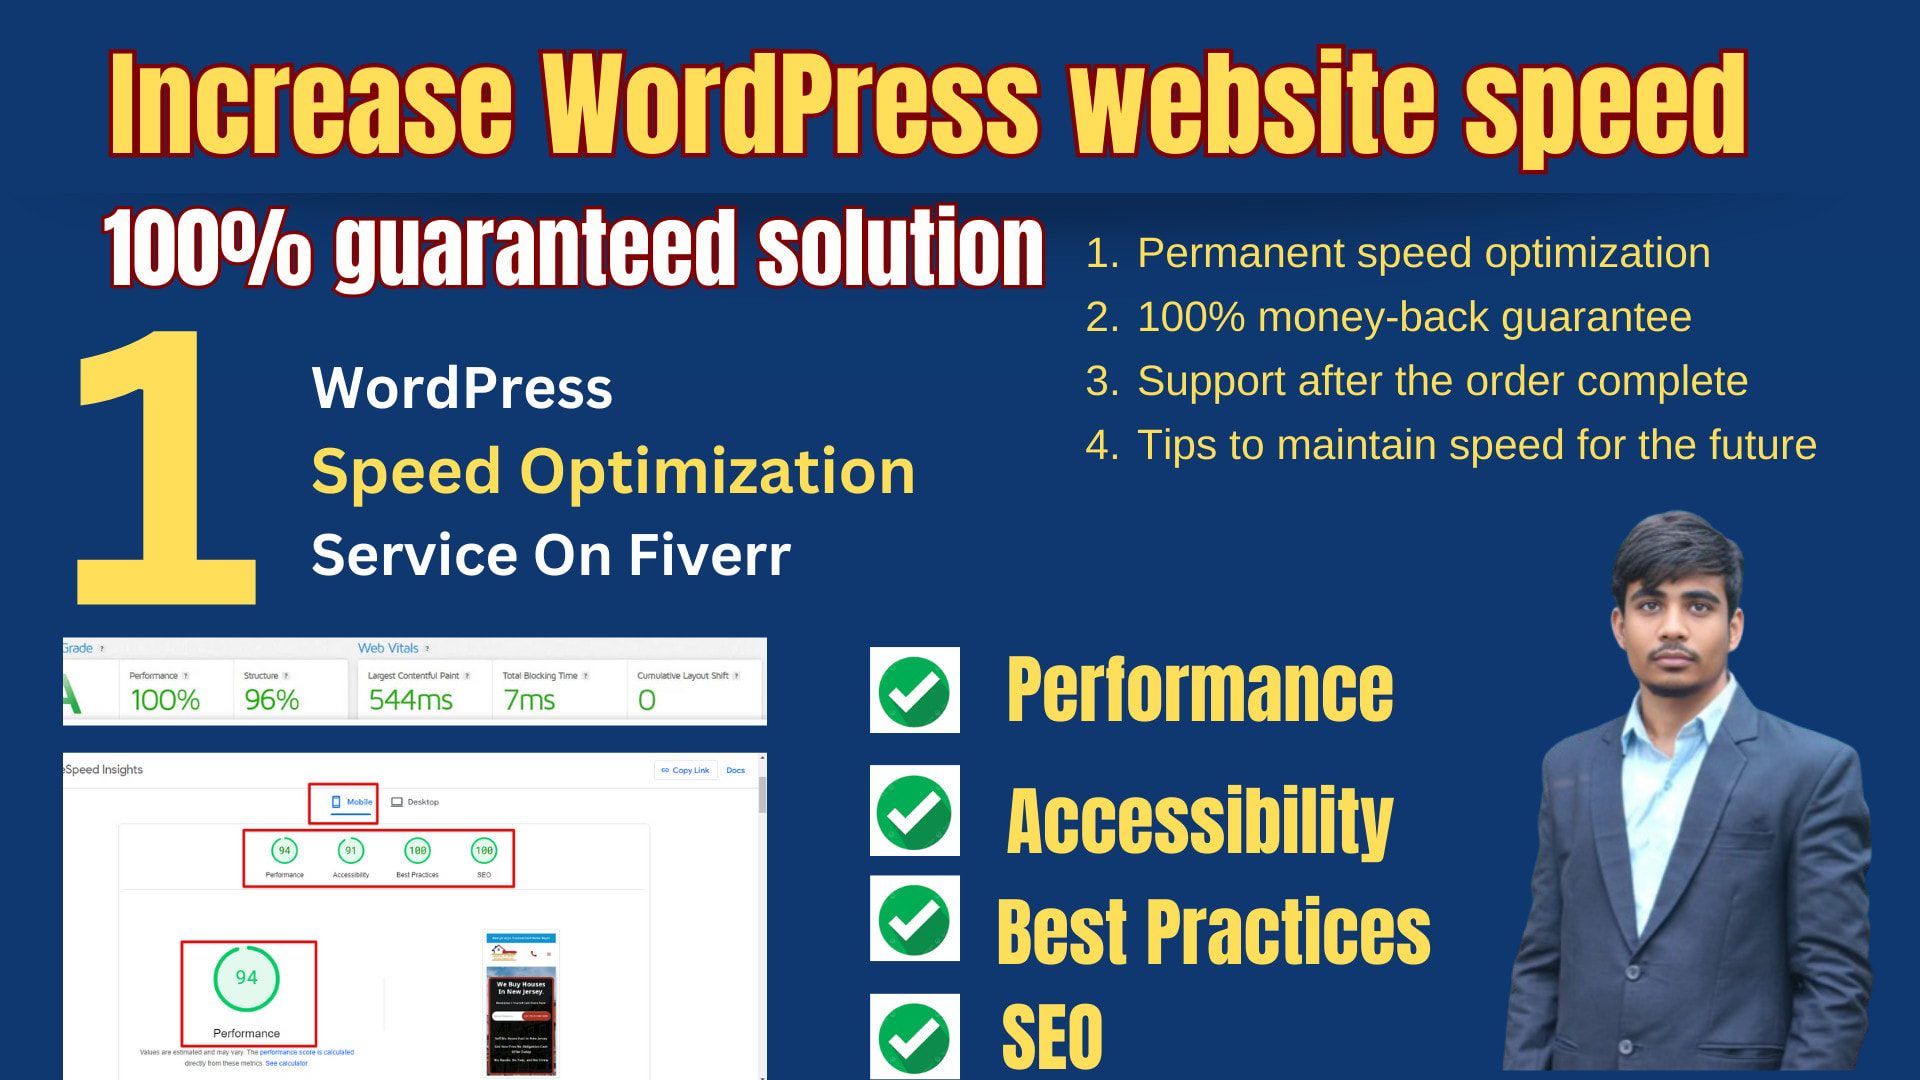 Increase WordPress website speed
100% guaranteed solution
1. Permanent speed optimization
2. 100% money-back guarantee
3. Support after the order complete
4. Tips to maintain speed for the future
1
WordPress
Speed Optimization
Service On Fiverr
Grade ?
Web Vitals ?
A
Performance ?
100%
Structure ?
96%
Largest Contentful Paint ?
544ms
Total Blocking Time ?
7ms
Cumulative Layout Shift ?
0
eSpeed Insights
Copy Link
Docs
Mobile
Desktop
94
Performance
91
Accessibility
100
Best Practices
100
SEO
94
Performance
Values are estimated and may vary. The performance score is calculated
directly from these metrics. See calculator.
We Buy Houses
In New Jersey.
Performance
Accessibility
Best Practices
SEO